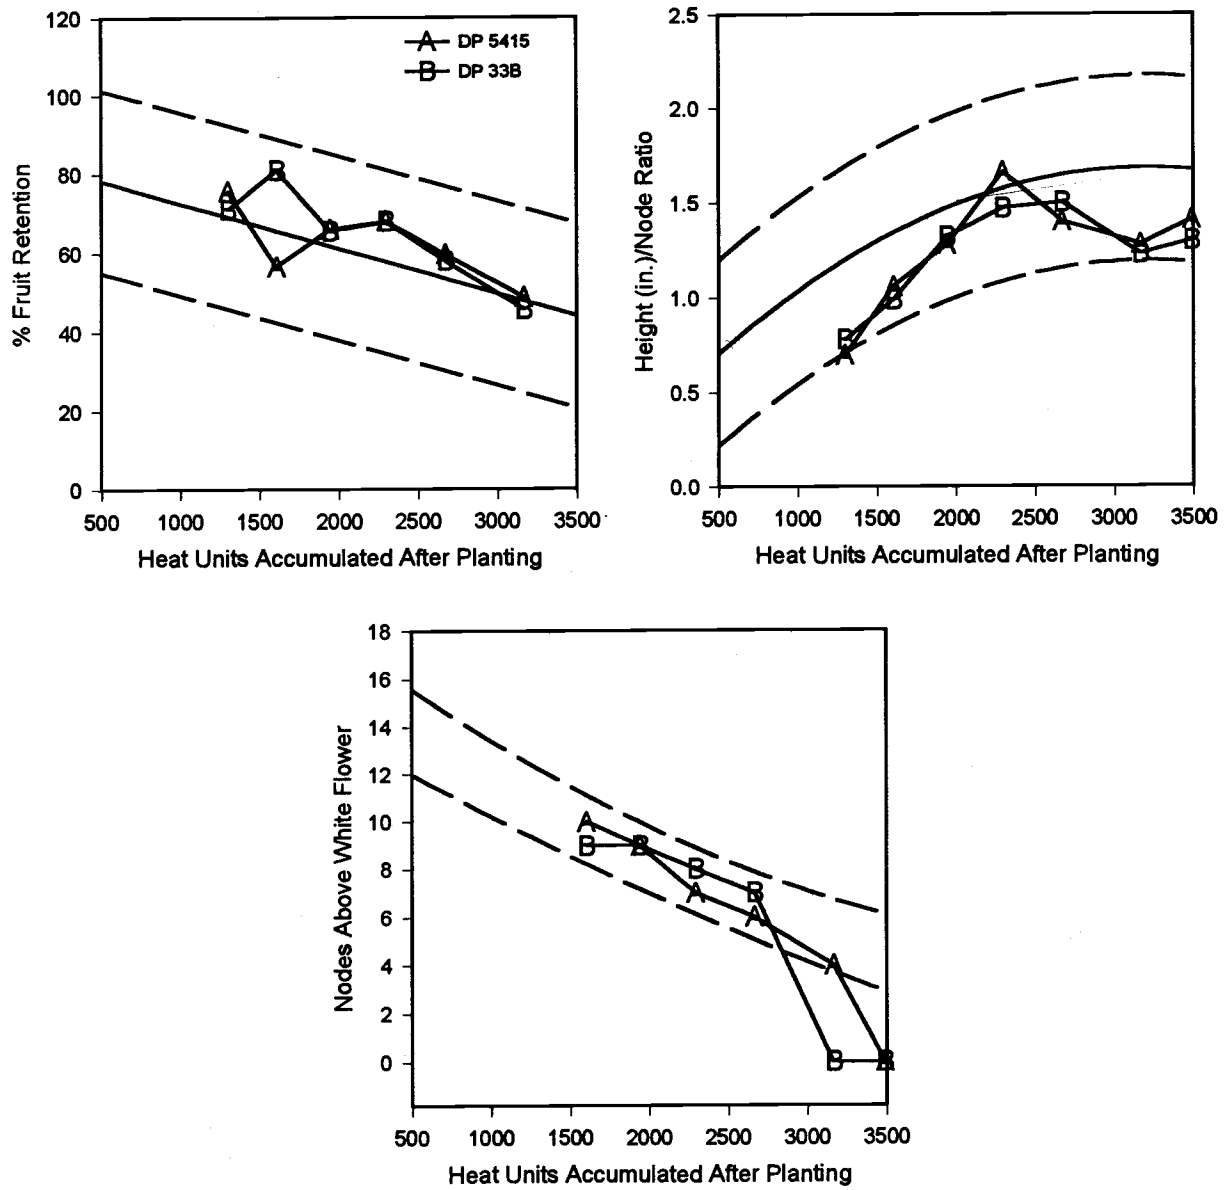 120
100
80
60
40
20
0
% Fruit Retention
A DP 5415
B DP 33B
A A A A A A
B B B B B B
500 1000 1500 2000 2500 3000 3500
Heat Units Accumulated After Planting
2.5
2.0
1.5
1.0
0.5
0.0
Height (in.)/Node Ratio
A A A A A A A
B B B B B B B
500 1000 1500 2000 2500 3000 3500
Heat Units Accumulated After Planting
18
16
14
12
10
8
6
4
2
0
Nodes Above White Flower
A A A A A A
B B B B B B
500 1000 1500 2000 2500 3000 3500
Heat Units Accumulated After Planting